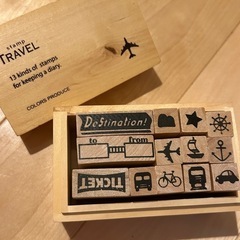 stamp
TRAVEL
13 kinds of stamps
for keeping a diary.
COLORS PRODUCE
Destination!
to from
TICKET